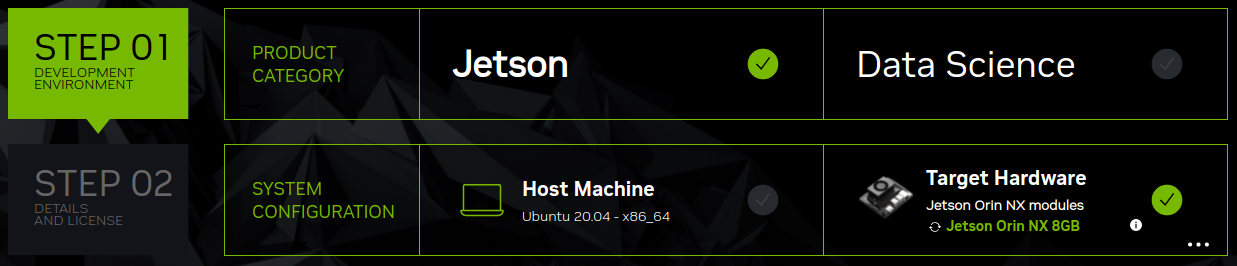 STEP 01
DEVELOPMENT
ENVIRONMENT
PRODUCT
CATEGORY
Jetson
Data Science
STEP 02
DETAILS
AND LICENSE
SYSTEM
CONFIGURATION
Host Machine
Ubuntu 20.04 - x86_64
Target Hardware
Jetson Orin NX modules
Jetson Orin NX 8GB